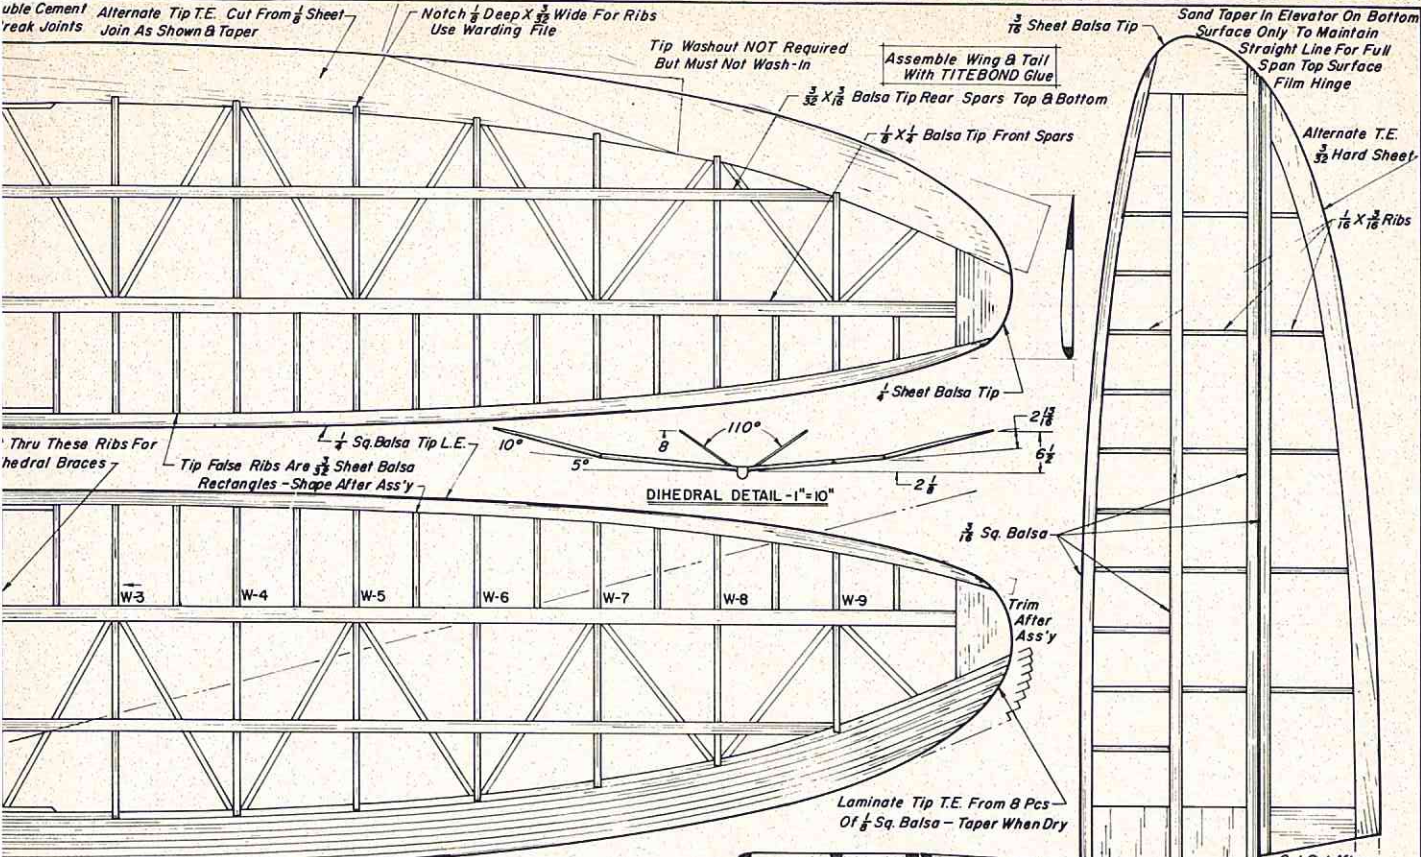 Cement
Joints
Alternate Tip T.E. Cut From 1/8 Sheet
Join As Shown & Taper
Notch 1/8 Deep X 3/32 Wide For Ribs
Use Warding File
Tip Washout NOT Required
But Must Not Wash-In
Assemble Wing & Tail
With TITEBOND Glue
3/32 X 3/16 Balsa Tip Rear Spars Top & Bottom
1/8 X 1/4 Balsa Tip Front Spars
3/16 Sheet Balsa Tip
Sand Taper In Elevator On Bottom
Surface Only To Maintain
Straight Line For Full
Span Top Surface
Film Hinge
Alternate T.E.
3/32 Hard Sheet
1/16 X 3/16 Ribs
1/4 Sheet Balsa Tip
Thru These Ribs For
Braces
1/4 Sq. Balsa Tip L.E.
Tip False Ribs Are 3/32 Sheet Balsa
Rectangles - Shape After Ass'y
10°
5°
8
110°
2 13/16
6 1/2
2 1/8
DIHEDRAL DETAIL - 1"=10"
3/16 Sq. Balsa
W-3
W-4
W-5
W-6
W-7
W-8
W-9
Trim
After
Ass'y
Laminate Tip T.E. From 8 Pcs
Of 1/8 Sq. Balsa - Taper When Dry